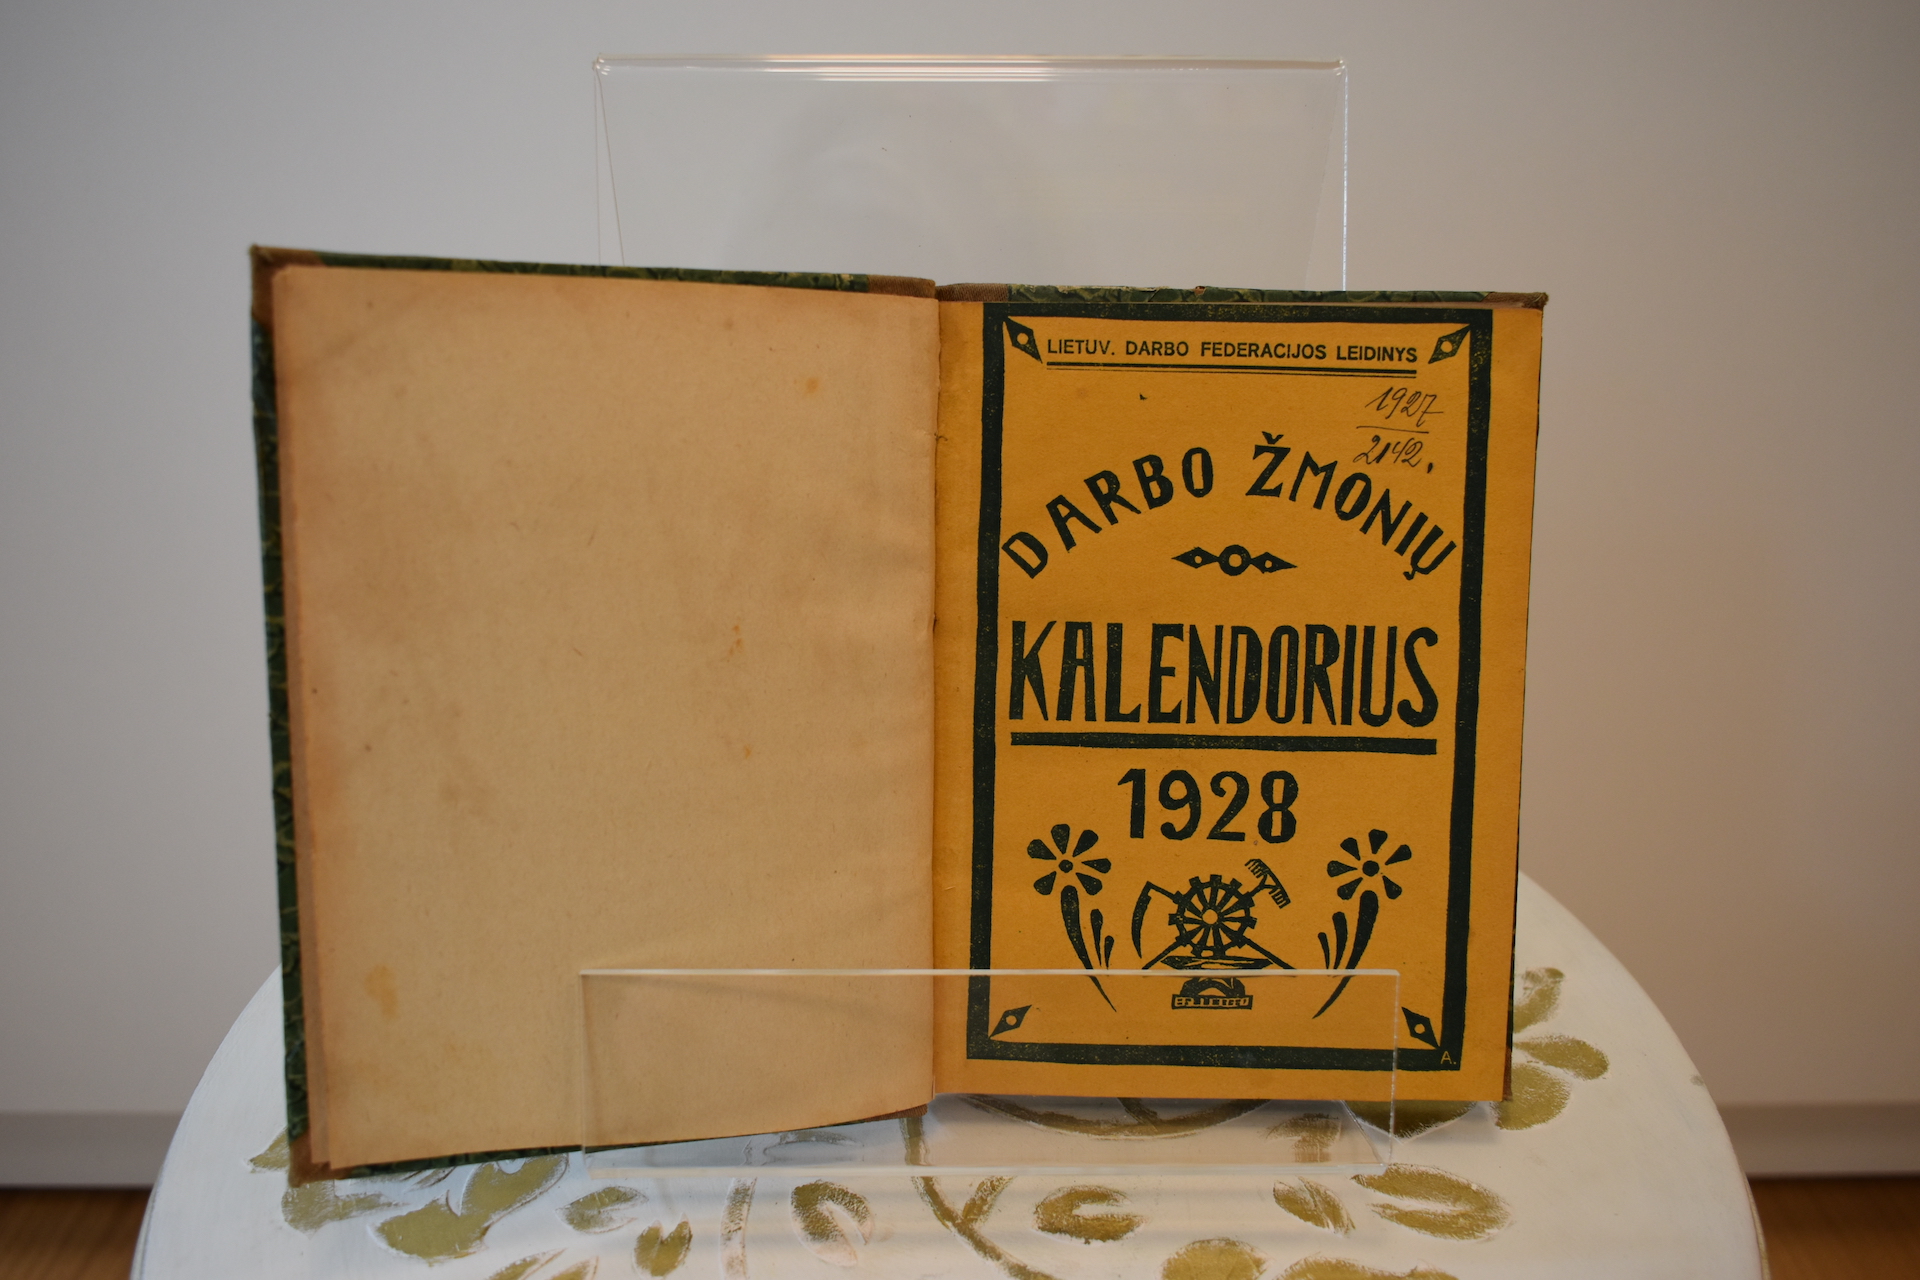 LIETUV. DARBO FEDERACIJOS LEIDINYS
1927
2142.
DARBO ŽMONIŲ
KALENDORIUS
1928
A.